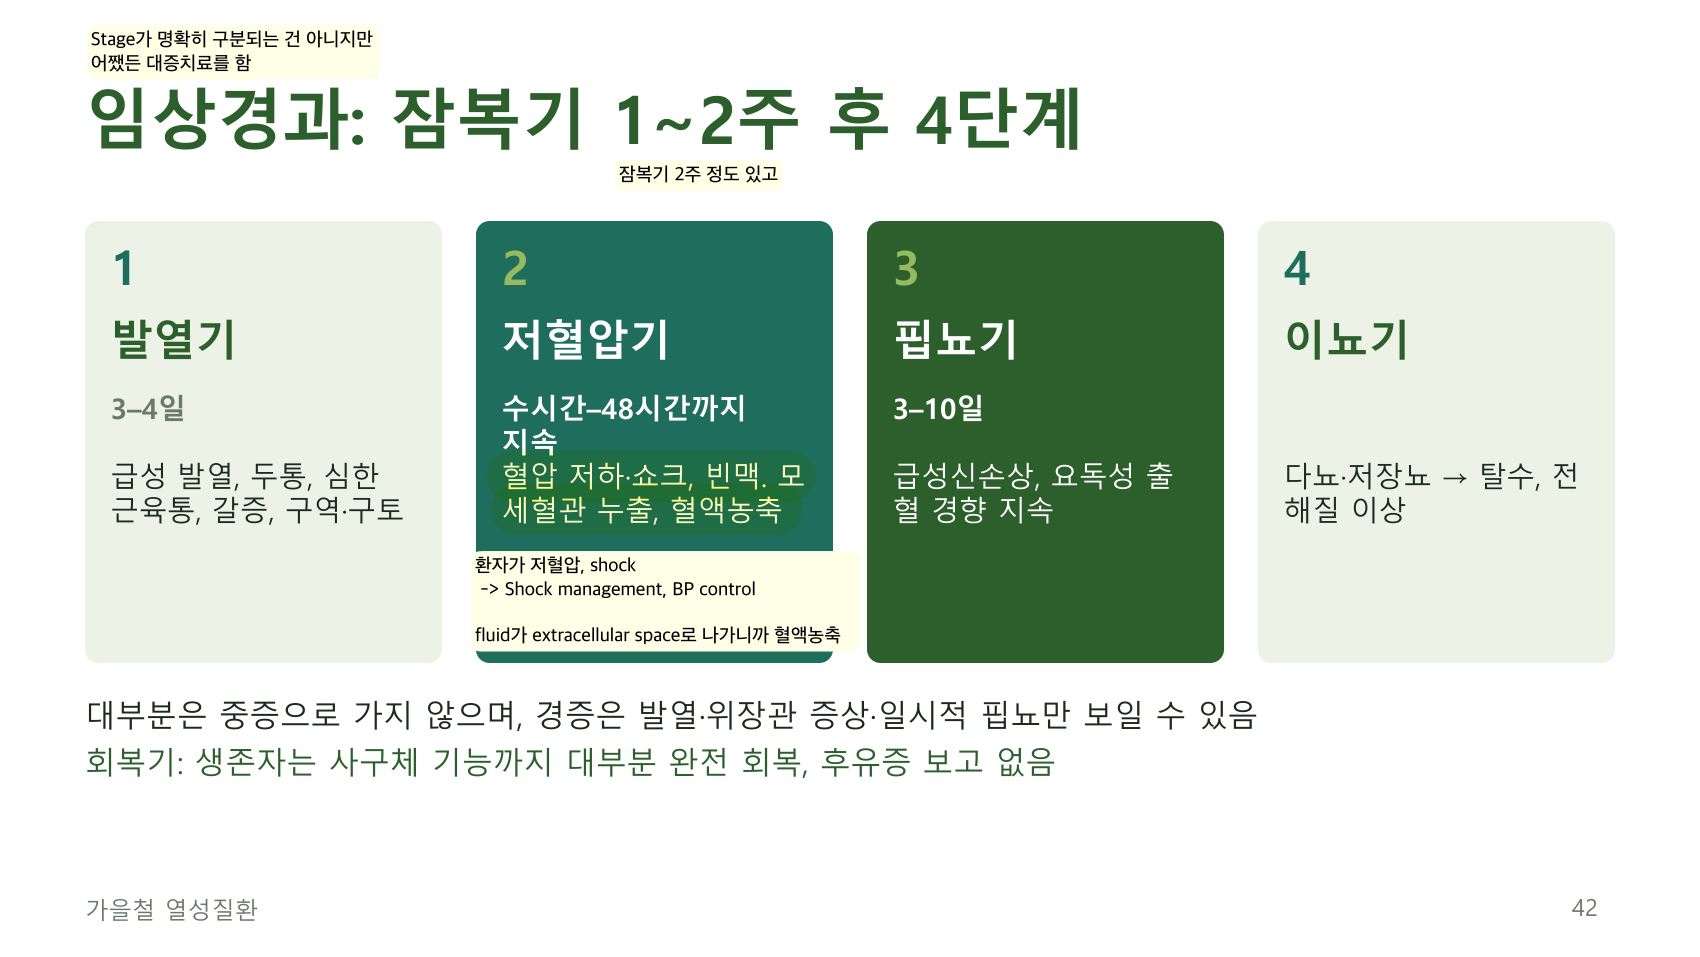 Stage가 명확히 구분되는 건 아니지만
어쨌든 대증치료를 함
임상경과: 잠복기 1~2주 후 4단계
잠복기 2주 정도 있고
1
발열기
3–4일
급성 발열, 두통, 심한
근육통, 갈증, 구역·구토
2
저혈압기
수시간–48시간까지
지속
혈압 저하·쇼크, 빈맥. 모
세혈관 누출, 혈액농축
환자가 저혈압, shock
-> Shock management, BP control
fluid가 extracellular space로 나가니까 혈액농축
3
핍뇨기
3–10일
급성신손상, 요독성 출
혈 경향 지속
4
이뇨기
다뇨·저장뇨 → 탈수, 전
해질 이상
대부분은 중증으로 가지 않으며, 경증은 발열·위장관 증상·일시적 핍뇨만 보일 수 있음
회복기: 생존자는 사구체 기능까지 대부분 완전 회복, 후유증 보고 없음
가을철 열성질환
42